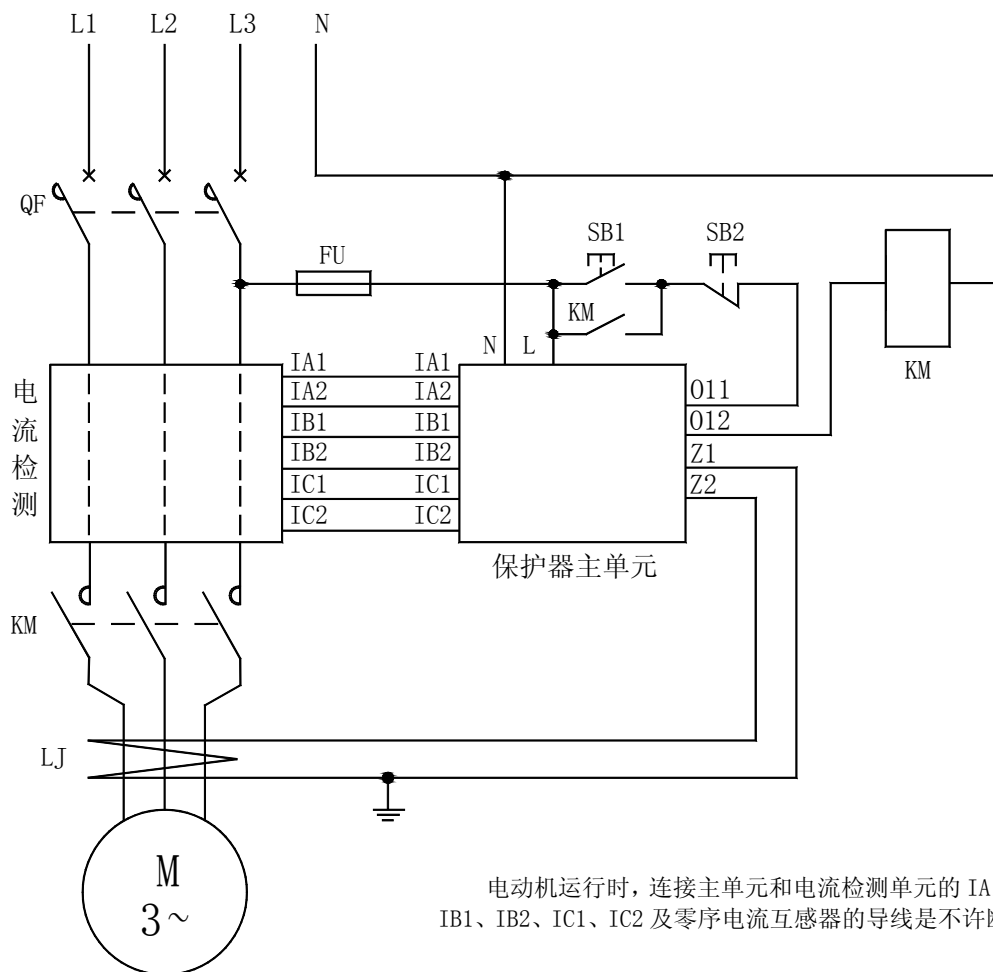 L1 L2 L3 N
QF
FU
SB1 SB2
KM
N L
KM
电流检测
IA1 IA1
IA2 IA2
IB1 IB1
IB2 IB2
IC1 IC1
IC2 IC2
O11
O12
Z1
Z2
保护器主单元
KM
LJ
M
3~
电动机运行时，连接主单元和电流检测单元的 IA
IB1、IB2、IC1、IC2 及零序电流互感器的导线是不许